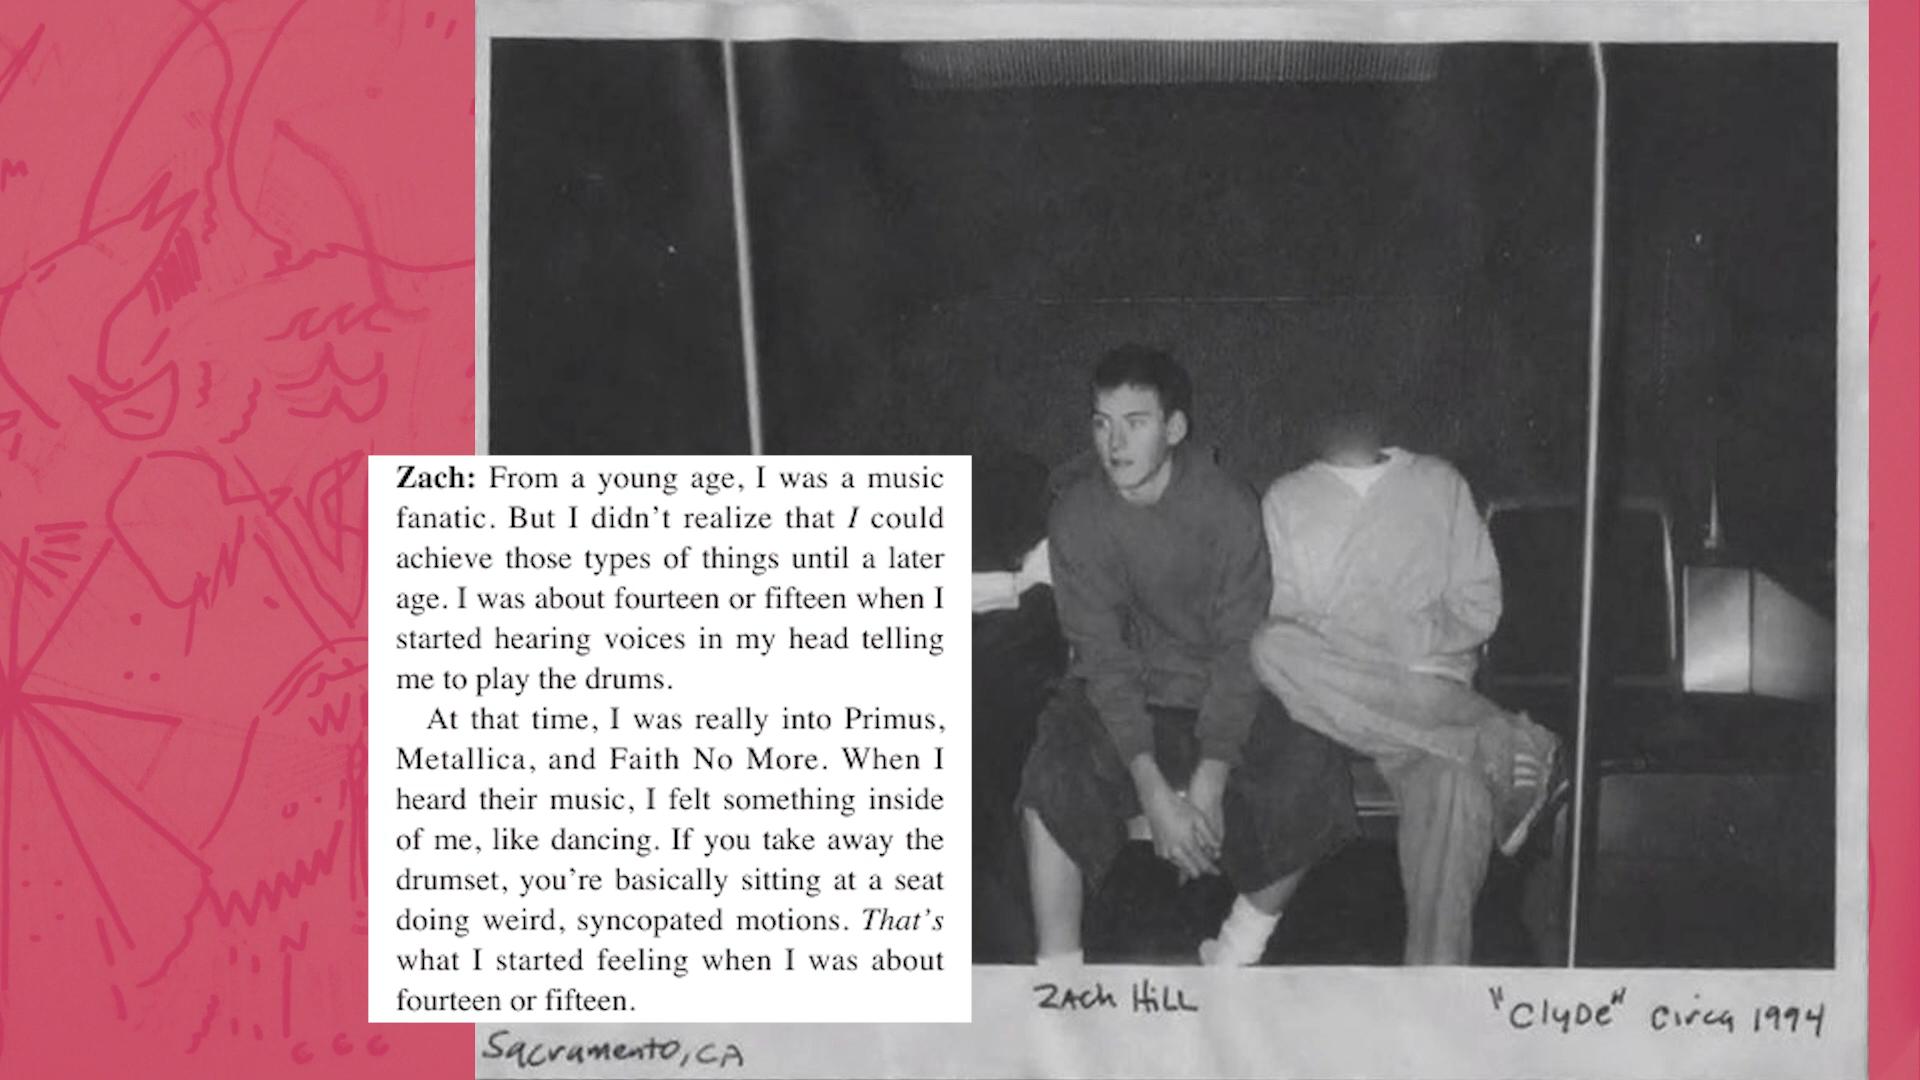 Zach: From a young age, I was a music
fanatic. But I didn't realize that I could
achieve those types of things until a later
age. I was about fourteen or fifteen when I
started hearing voices in my head telling
me to play the drums.
At that time, I was really into Primus,
Metallica, and Faith No More. When I
heard their music, I felt something inside
of me, like dancing. If you take away the
drumset, you're basically sitting at a seat
doing weird, syncopated motions. That's
what I started feeling when I was about
fourteen or fifteen.
Zach Hill
"Clyde" circa 1994
Sacramento, CA